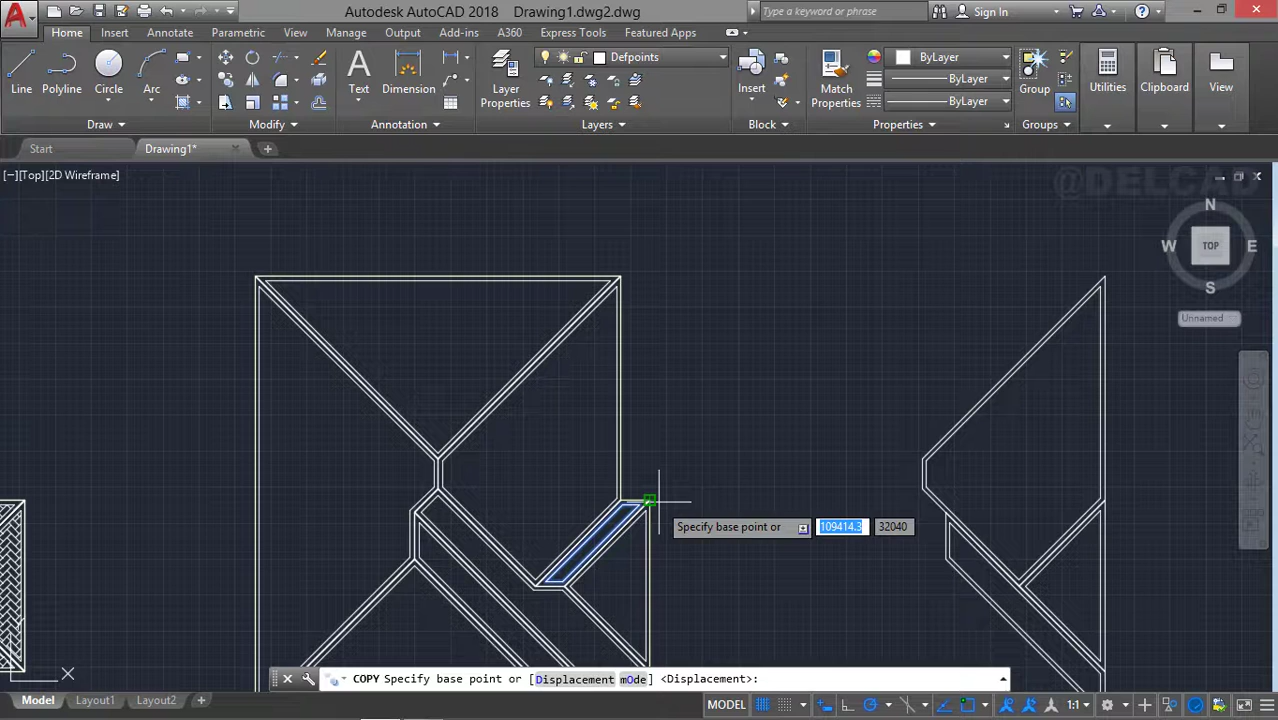 Autodesk AutoCAD 2018 Drawing1.dwg2.dwg
Type a keyword or phrase
Sign In
Home Insert Annotate Parametric View Manage Output Add-ins A360 Express Tools Featured Apps
Defpoints
ByLayer
ByLayer
ByLayer
Line Polyline Circle Arc
Text Dimension
Layer Properties
Insert
Match Properties
Group Utilities Clipboard View
Draw Modify Annotation Layers Block Properties Groups
Start Drawing1*
[−][Top][2D Wireframe]
@DELCAD
N
W TOP E
S
Unnamed
Specify base point or 109414.3 32040
X
COPY Specify base point or [Displacement mOde] <Displacement>:
Model Layout1 Layout2
MODEL 1:1